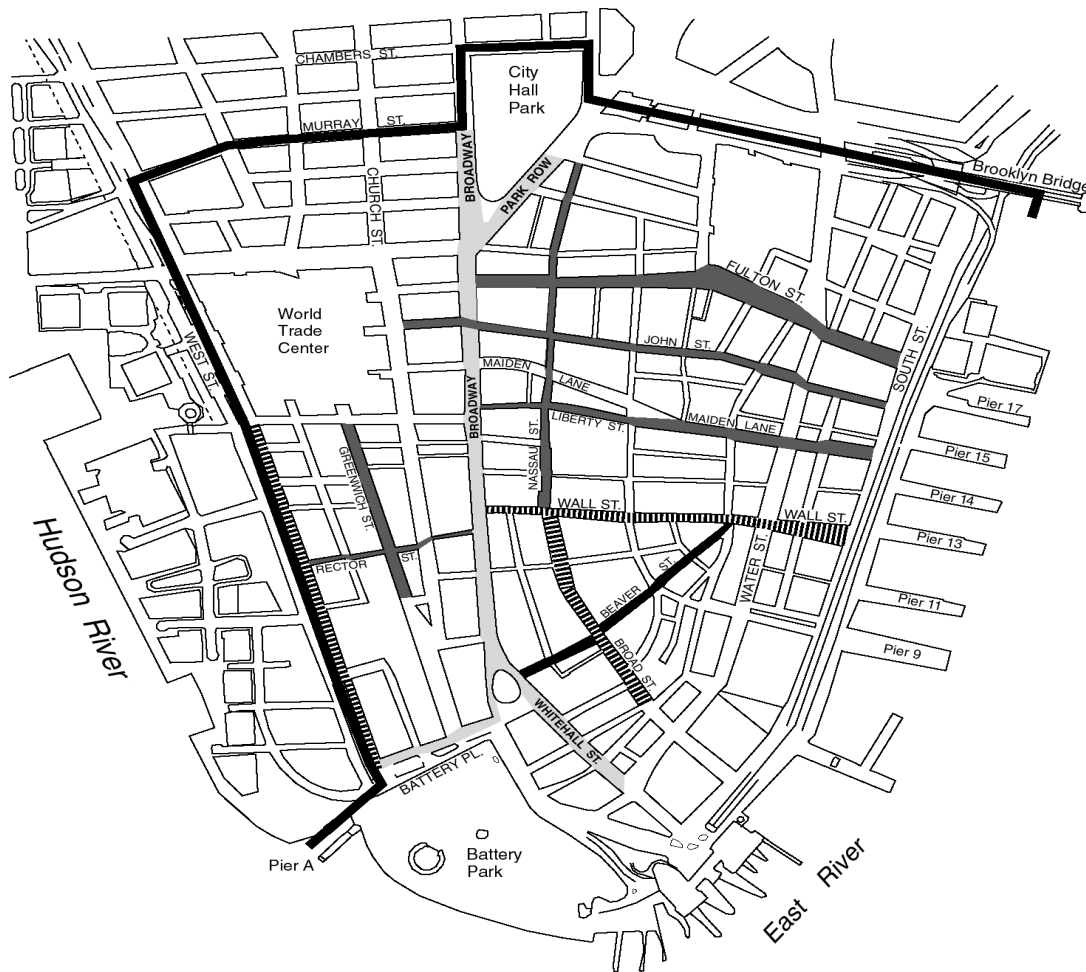 CHAMBERS ST.
City
Hall
Park
MURRAY ST.
BROADWAY
PARK ROW
CHURCH ST.
Brooklyn Bridge
FULTON ST.
World
Trade
Center
WEST ST.
JOHN ST.
SOUTH ST.
MAIDEN LANE
BROADWAY
Pier 17
LIBERTY ST.
MAIDEN LANE
NASSAU ST.
GREENWICH ST.
Pier 15
Pier 14
WALL ST.
WALL ST.
Pier 13
Hudson River
RECTOR ST.
WATER ST.
BEAVER ST.
Pier 11
BROAD ST.
Pier 9
WHITEHALL ST.
BATTERY PL.
Pier A
Battery
Park
East River